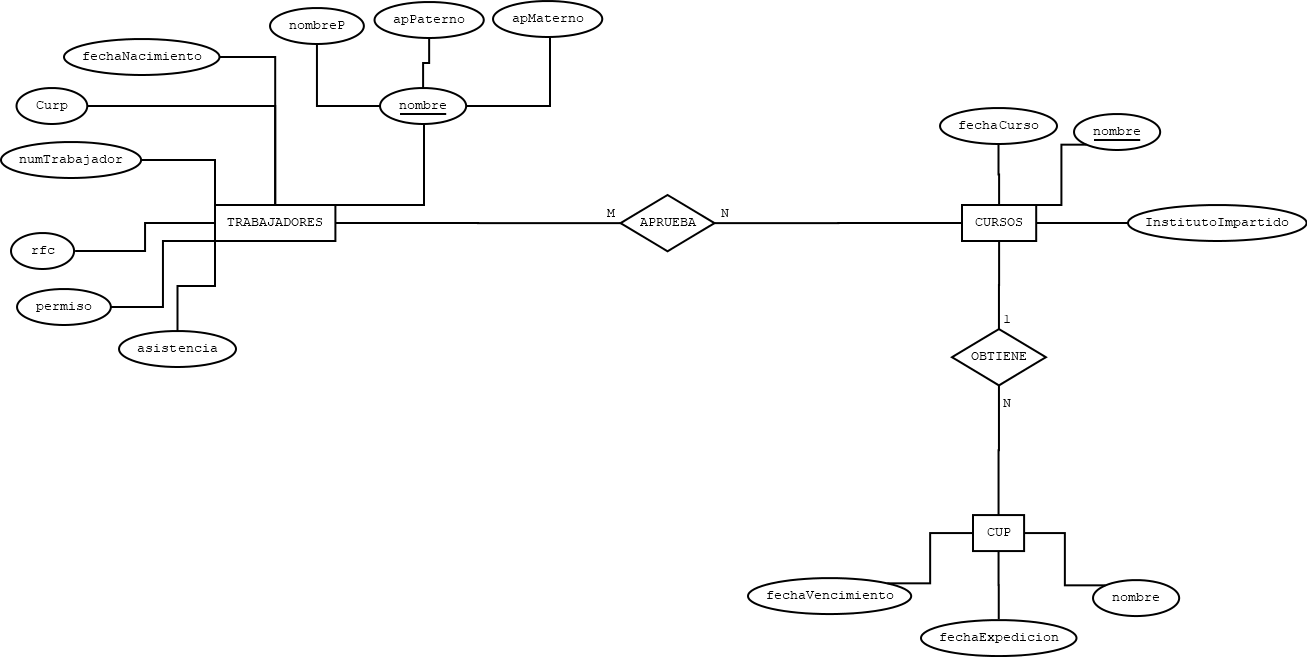 nombreP
apPaterno
apMaterno
fechaNacimiento
Curp
nombre
numTrabajador
fechaCurso
nombre
TRABAJADORES
M
APRUEBA
N
CURSOS
InstitutoImpartido
rfc
permiso
asistencia
1
OBTIENE
N
CUP
fechaVencimiento
nombre
fechaExpedicion